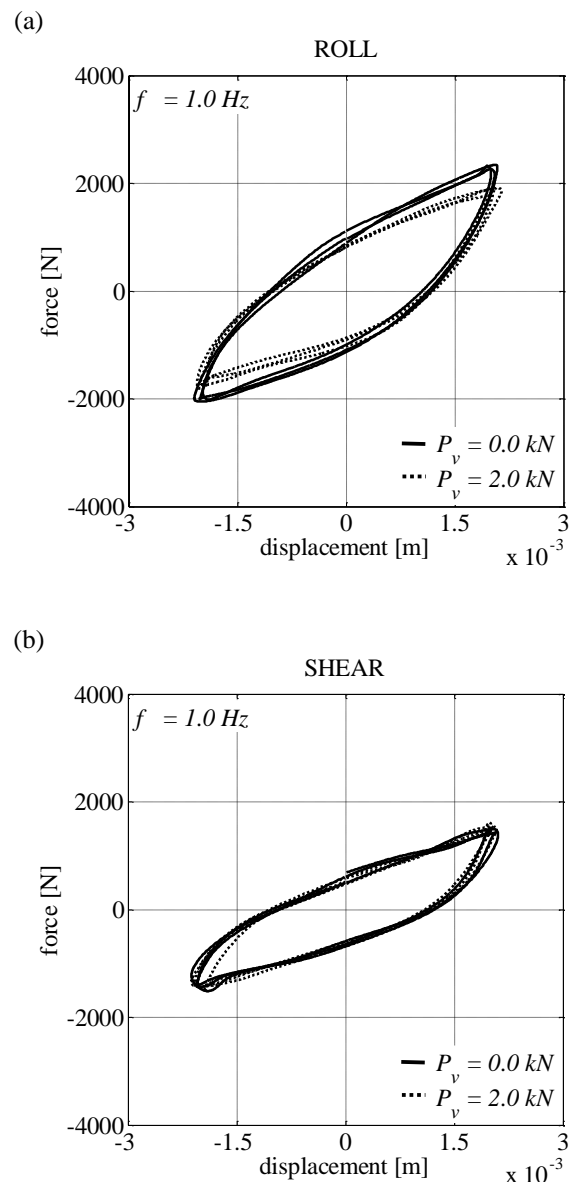 (a)
ROLL
4000
f = 1.0 Hz
2000
0
force [N]
-2000
P_v = 0.0 kN
P_v = 2.0 kN
-4000
-3 -1.5 0 1.5 3
displacement [m]
x 10^-3
(b)
SHEAR
4000
f = 1.0 Hz
2000
0
force [N]
-2000
P_v = 0.0 kN
P_v = 2.0 kN
-4000
-3 -1.5 0 1.5 3
displacement [m]
x 10^-3